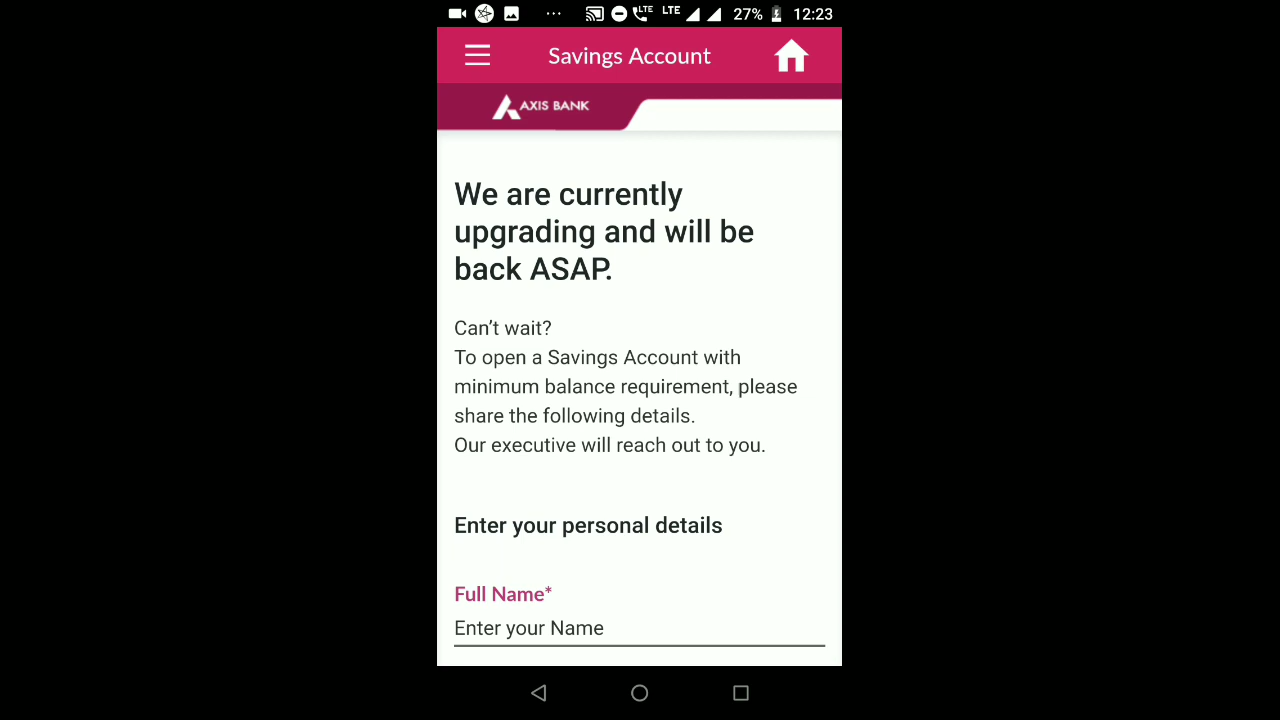 LTE LTE 27% 12:23
Savings Account
AXIS BANK
We are currently
upgrading and will be
back ASAP.
Can't wait?
To open a Savings Account with
minimum balance requirement, please
share the following details.
Our executive will reach out to you.
Enter your personal details
Full Name*
Enter your Name